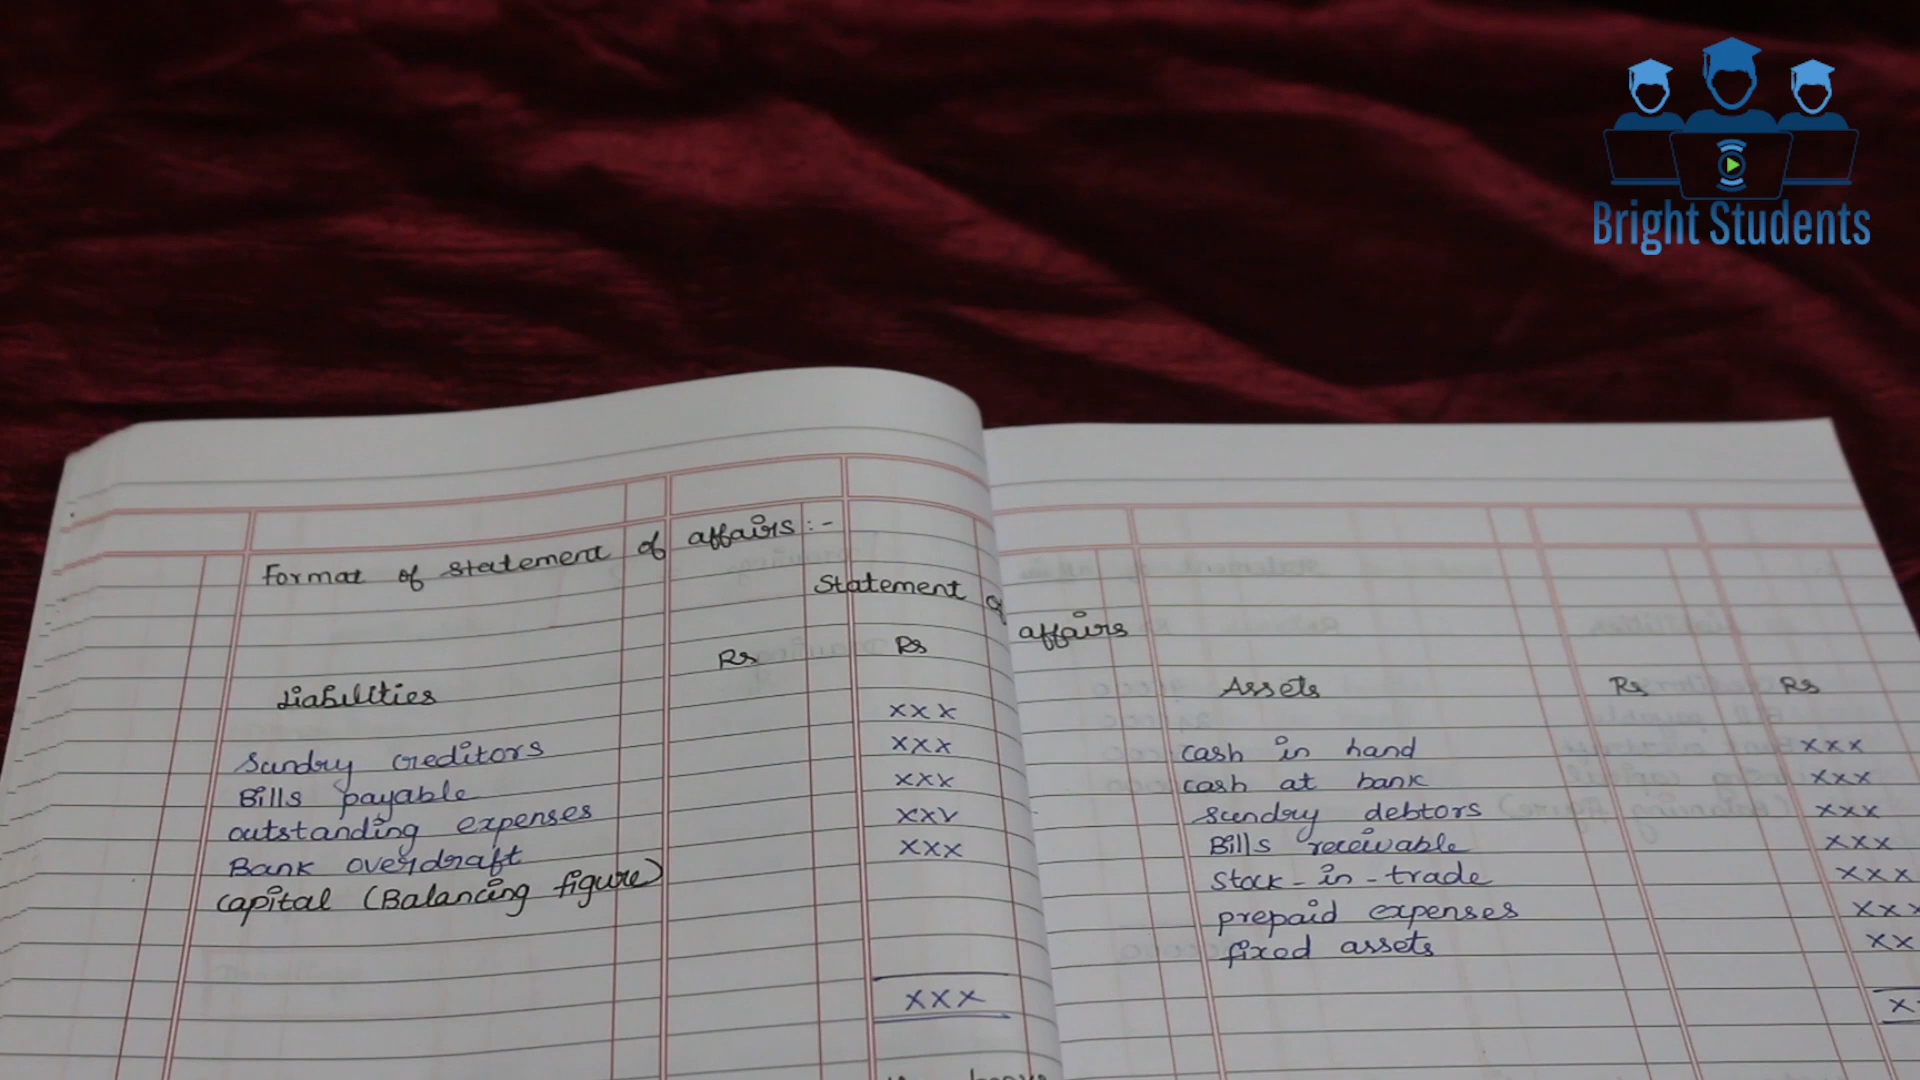 Bright Students
Format of statement of affairs :-
Statement of affairs
Liabilities Rs Rs
Sundry creditors xxx
Bills payable xxx
outstanding expenses xxx
Bank overdraft xxv
capital (Balancing figure) xxx
xxx
Assets Rs Rs
cash in hand xxx
cash at bank xxx
Sundry debtors xxx
Bills receivable xxx
Stock-in-trade xxx
prepaid expenses xxx
fixed assets xx
x